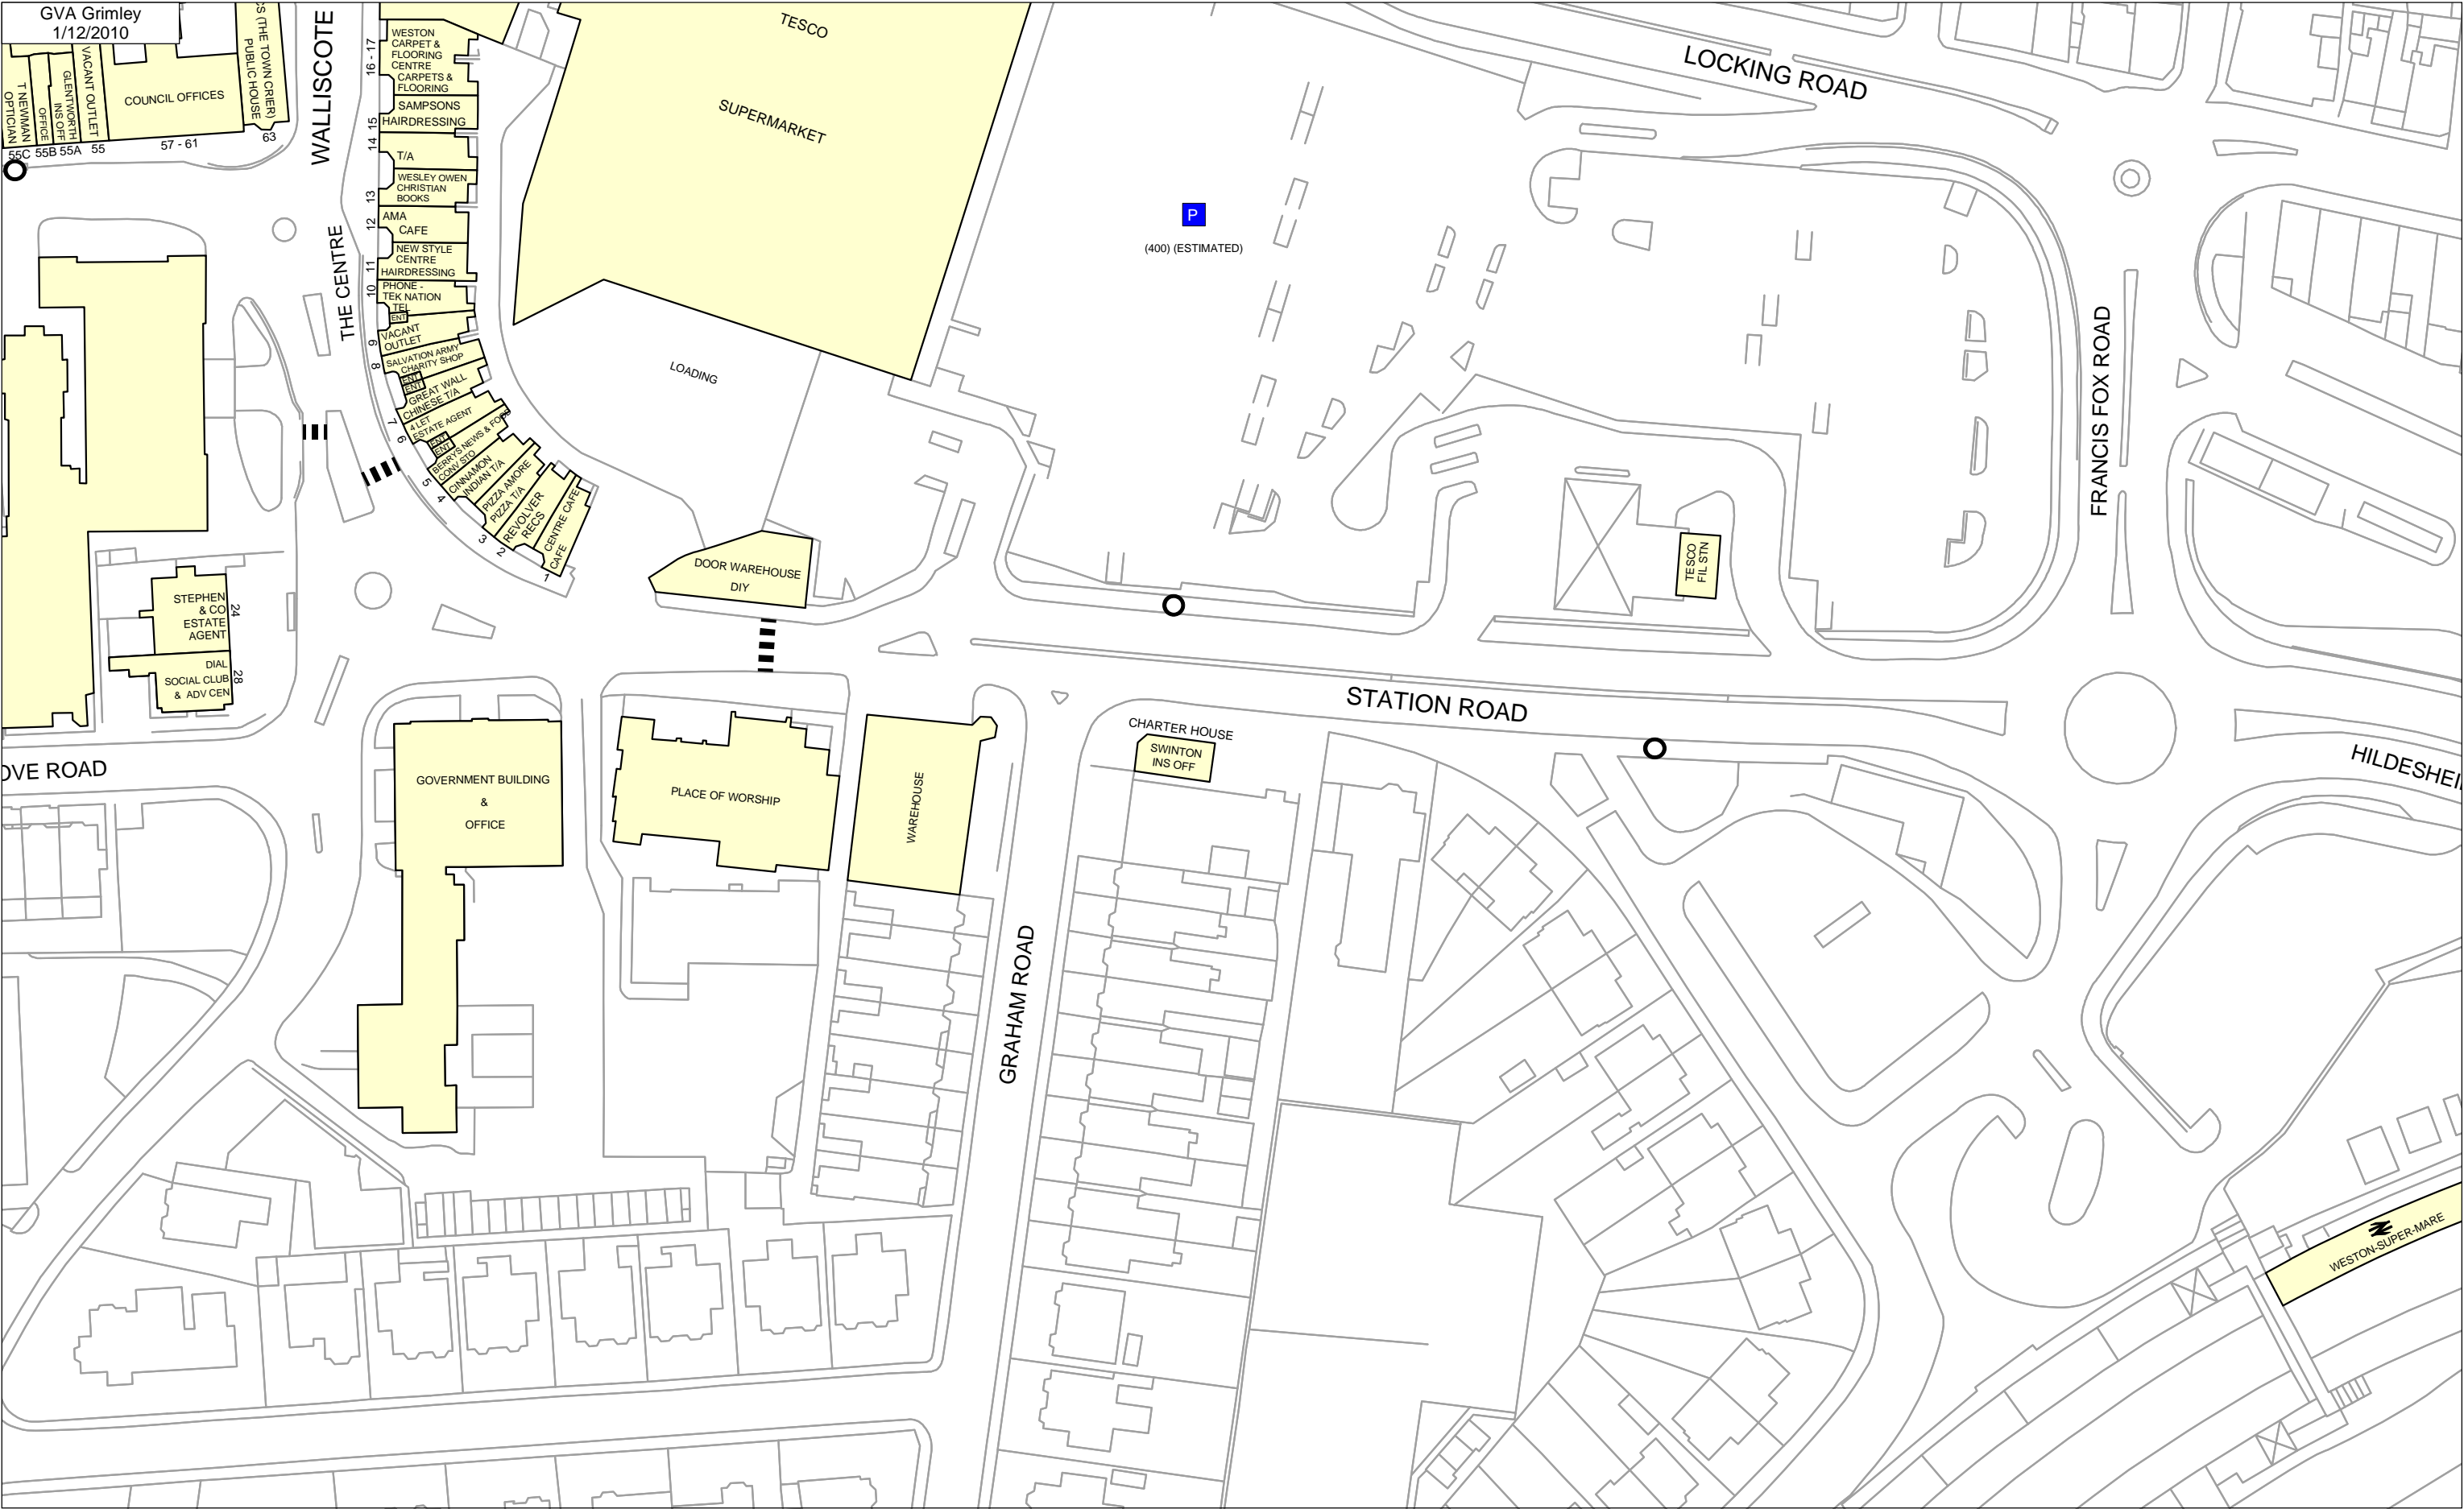 GVA Grimley
1/12/2010
T NEWMAN
OPTICIAN
OFFICE
GLENTWORTH
INS OFF
VACANT OUTLET
COUNCIL OFFICES
(THE TOWN CRIER)
PUBLIC HOUSE
55C
55B
55A
55
57 - 61
63
WALLISCOTE
THE CENTRE
16 - 17
WESTON
CARPET &
FLOORING
CENTRE
CARPETS &
FLOORING
15
SAMPSONS
HAIRDRESSING
14
T/A
13
WESLEY OWEN
CHRISTIAN
BOOKS
12
AMA
CAFE
11
NEW STYLE
CENTRE
HAIRDRESSING
10
PHONE -
TEK NATION
TEL
ENT
9
VACANT
OUTLET
8
SALVATION ARMY
CHARITY SHOP
ENT
ENT
7
GREAT WALL
CHINESE T/A
6
4 LET
ESTATE AGENT
ENT
ENT
5
BERRYS NEWS & FOOD
CONV STO
4
CINNAMON
INDIAN T/A
3
PIZZA AMORE
PIZZA T/A
2
REVOLVER
RECS
1
CENTRE CAFE
CAFE
TESCO
SUPERMARKET
LOADING
P
(400) (ESTIMATED)
LOCKING ROAD
FRANCIS FOX ROAD
DOOR WAREHOUSE
DIY
TESCO
FIL STN
STEPHEN
& CO
ESTATE
AGENT
24
DIAL
SOCIAL CLUB
& ADV CEN
28
STATION ROAD
CHARTER HOUSE
SWINTON
INS OFF
OVE ROAD
GOVERNMENT BUILDING
&
OFFICE
PLACE OF WORSHIP
WAREHOUSE
GRAHAM ROAD
HILDESHEI
WESTON-SUPER-MARE